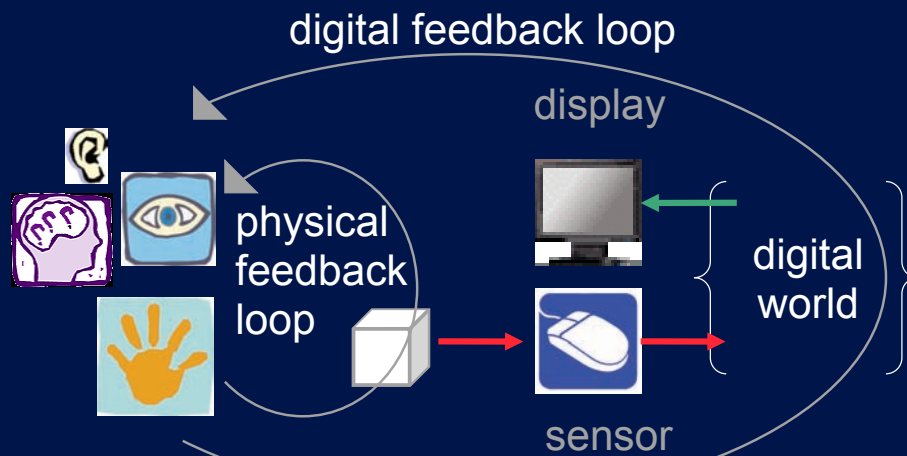 digital feedback loop
display
physical
feedback
loop
digital
world
sensor